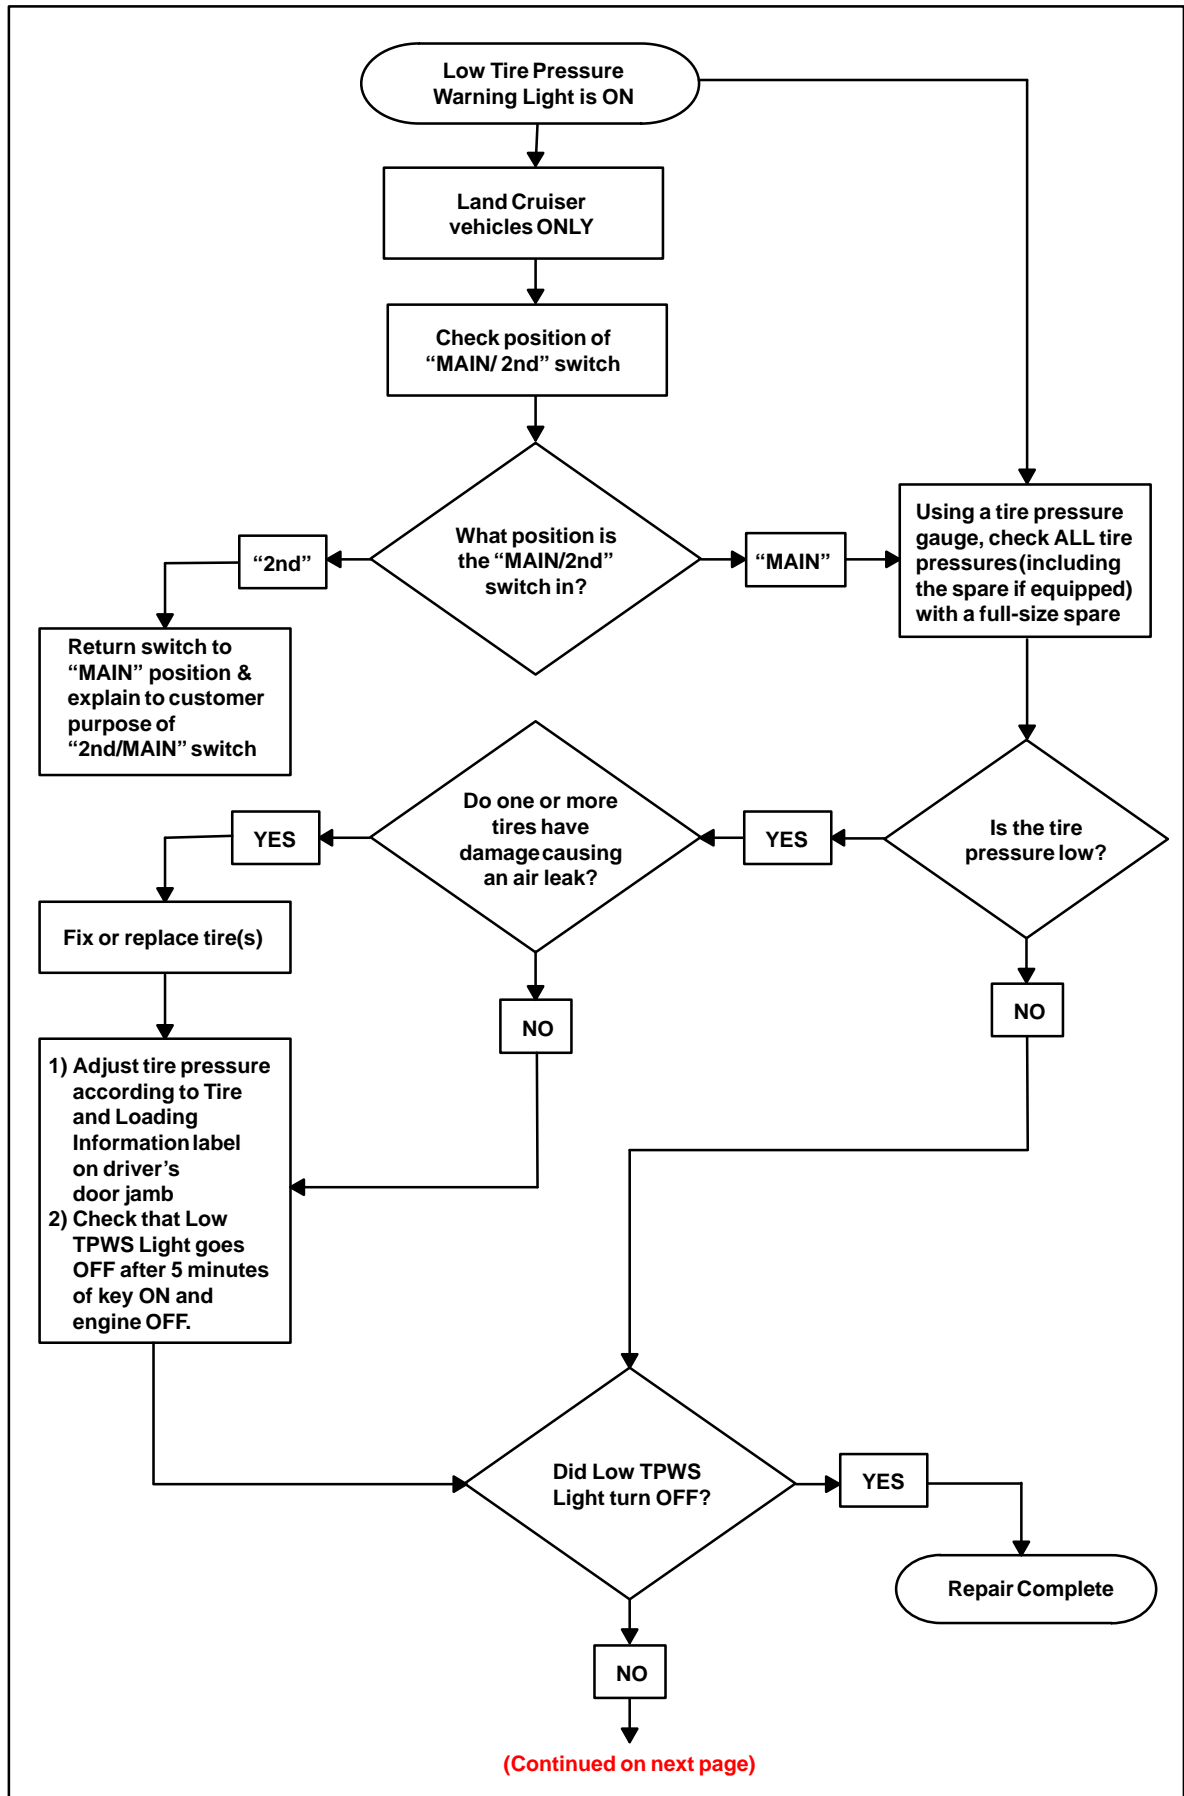 Low Tire Pressure
Warning Light is ON
Land Cruiser
vehicles ONLY
Check position of
“MAIN/ 2nd” switch
What position is
the “MAIN/2nd”
switch in?
“2nd”
“MAIN”
Using a tire pressure
gauge, check ALL tire
pressures (including
the spare if equipped)
with a full-size spare
Return switch to
“MAIN” position &
explain to customer
purpose of
“2nd/MAIN” switch
Do one or more
tires have
damage causing
an air leak?
YES
YES
Is the tire
pressure low?
Fix or replace tire(s)
NO
NO
1) Adjust tire pressure
according to Tire
and Loading
Information label
on driver’s
door jamb
2) Check that Low
TPWS Light goes
OFF after 5 minutes
of key ON and
engine OFF.
Did Low TPWS
Light turn OFF?
YES
Repair Complete
NO
(Continued on next page)